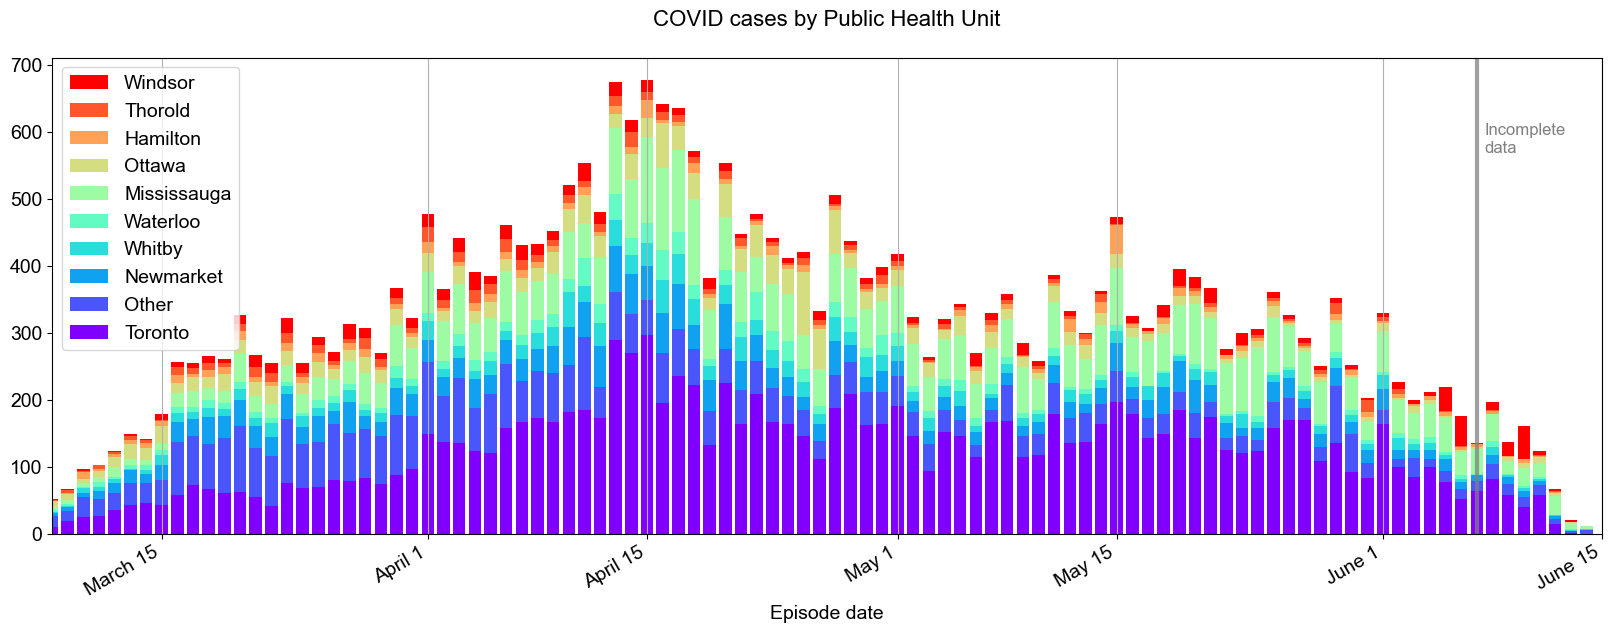 COVID cases by Public Health Unit
700
600
500
400
300
200
100
0
Windsor
Thorold
Hamilton
Ottawa
Mississauga
Waterloo
Whitby
Newmarket
Other
Toronto
Incomplete
data
March 15
April 1
April 15
May 1
May 15
June 1
June 15
Episode date